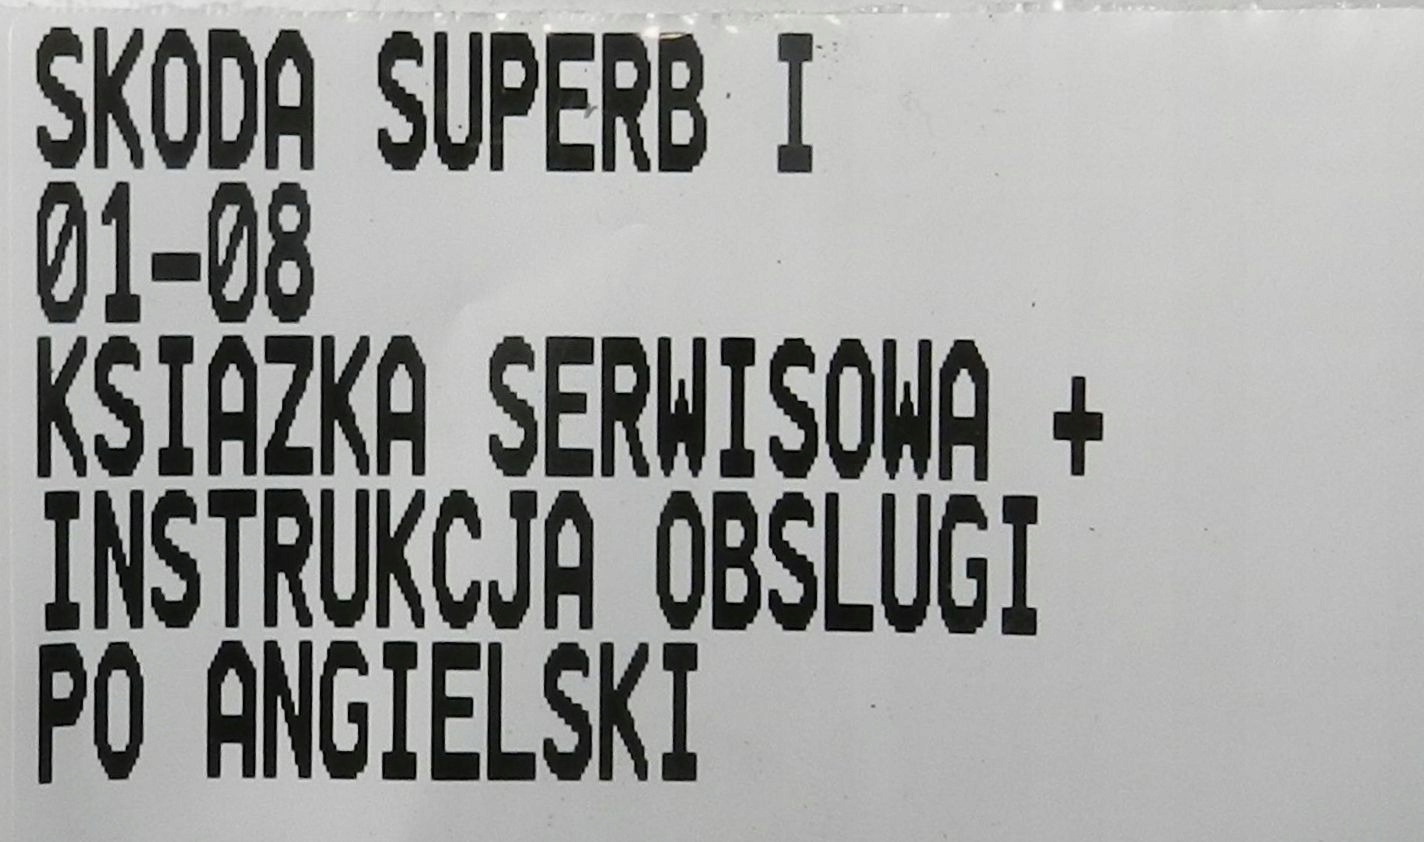 SKODA SUPERB I
01-08
KSIAZKA SERWISOWA +
INSTRUKCJA OBSLUGI
PO ANGIELSKI